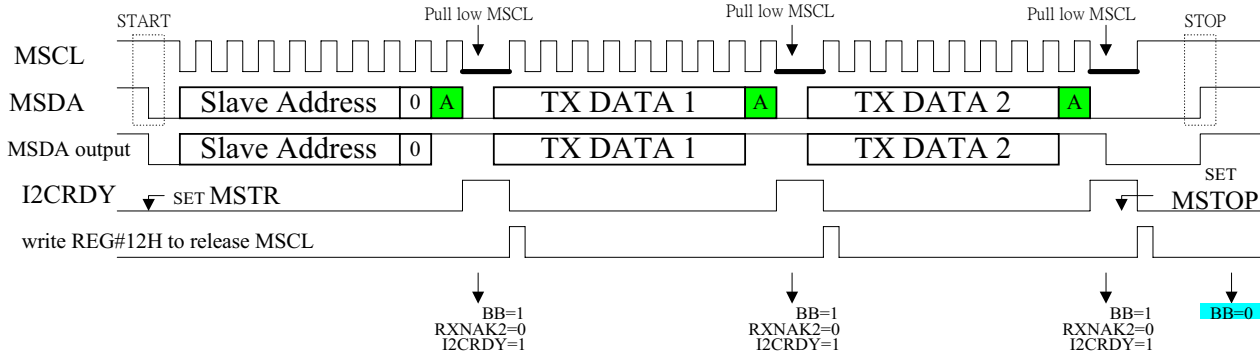 START
Pull low MSCL
Pull low MSCL
Pull low MSCL
STOP
MSCL
MSDA
Slave Address 0 A
TX DATA 1 A
TX DATA 2 A
MSDA output
Slave Address 0
TX DATA 1
TX DATA 2
I2CRDY
SET MSTR
SET
MSTOP
write REG#12H to release MSCL
BB=1
RXNAK2=0
I2CRDY=1
BB=1
RXNAK2=0
I2CRDY=1
BB=1
RXNAK2=0
I2CRDY=1
BB=0